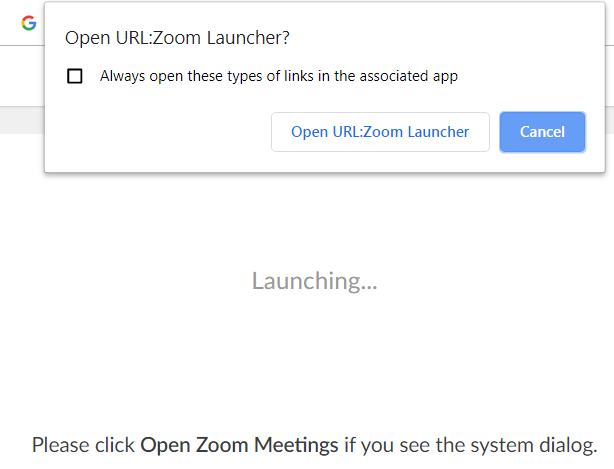 Open URL:Zoom Launcher?
Always open these types of links in the associated app
Open URL:Zoom Launcher
Cancel
Launching...
Please click Open Zoom Meetings if you see the system dialog.